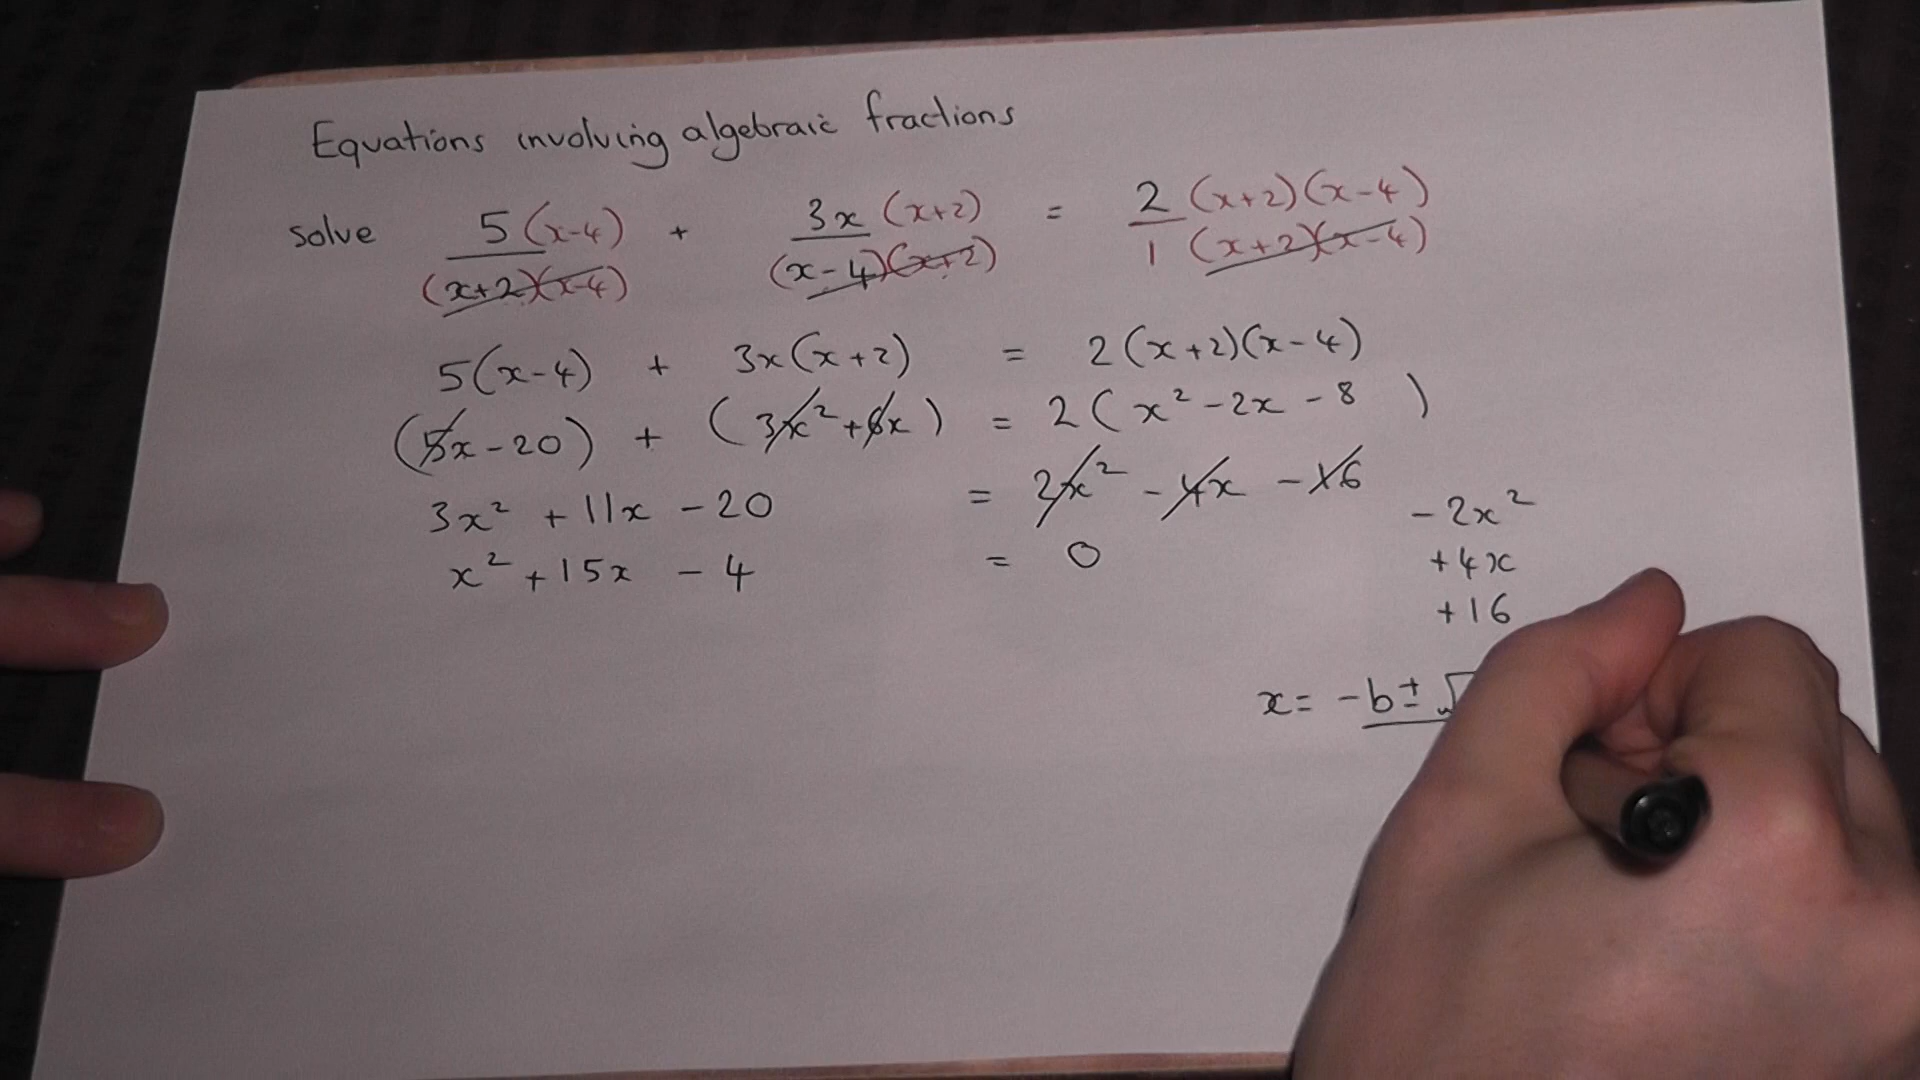 Equations involving algebraic fractions
solve 5(x-4) + 3x(x+2) = 2(x+2)(x-4)
(x+2)(x-4) (x-4)(x+2) 1(x+2)(x-4)
5(x-4) + 3x(x+2) = 2(x+2)(x-4)
(5x-20) + (3x²+6x) = 2(x²-2x-8)
3x² + 11x - 20 = 2x² - 4x - 16
x² + 15x - 4 = 0
-2x²
+4x
+16
x = -b ± √